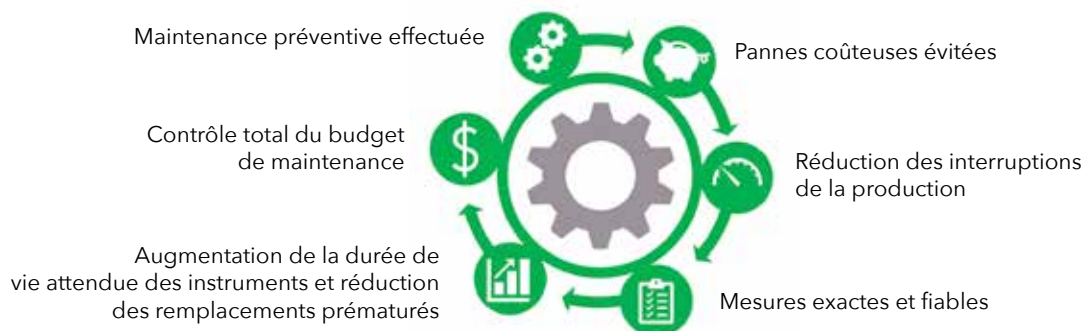 Maintenance préventive effectuée
Pannes coûteuses évitées
Réduction des interruptions
de la production
Mesures exactes et fiables
Augmentation de la durée de
vie attendue des instruments et réduction
des remplacements prématurés
Contrôle total du budget
de maintenance
$